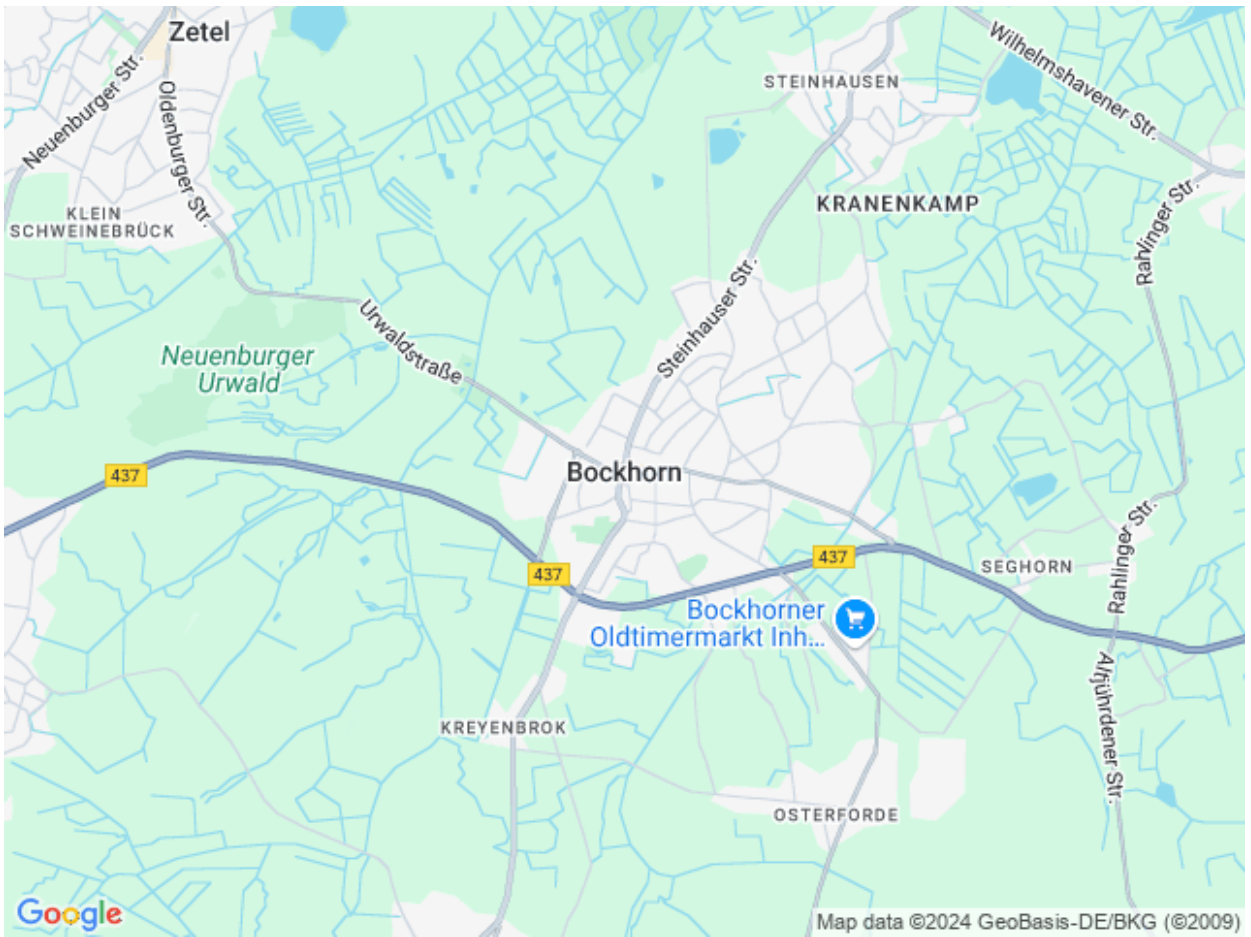 Zetel
Neuenburger Str.
Oldenburger Str.
KLEIN
SCHWEINEBRÜCK
STEINHAUSEN
Wilhelmshavener Str.
KRANENKAMP
Rahlinger Str.
Steinhauser Str.
Urwaldstraße
Neuenburger
Urwald
437
Bockhorn
437
437
Rahlinger Str.
SEGHORN
Bockhorner
Oldtimermarkt Inh...
Altjührdener Str.
KREYENBROK
OSTERFORDE
Google
Map data ©2024 GeoBasis-DE/BKG (©2009)